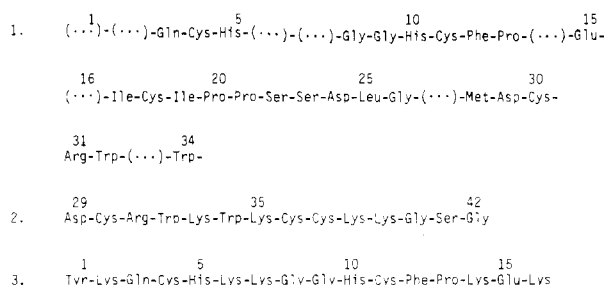 1 5 10 15
1. (···)-(···)-Gln-Cys-His-(···)-(···)-Gly-Gly-His-Cys-Phe-Pro-(···)-Glu-
16 20 25 30
(···)-Ile-Cys-Ile-Pro-Pro-Ser-Ser-Asp-Leu-Gly-(···)-Met-Asp-Cys-
31 34
Arg-Trp-(···)-Trp-
29 35 42
2. Asp-Cys-Arg-Trp-Lys-Trp-Lys-Cys-Cys-Lys-Lys-Gly-Ser-Gly
1 5 10 15
3. Tyr-Lys-Gln-Cys-His-Lys-Lys-Gly-Gly-His-Cys-Phe-Pro-Lys-Glu-Lys